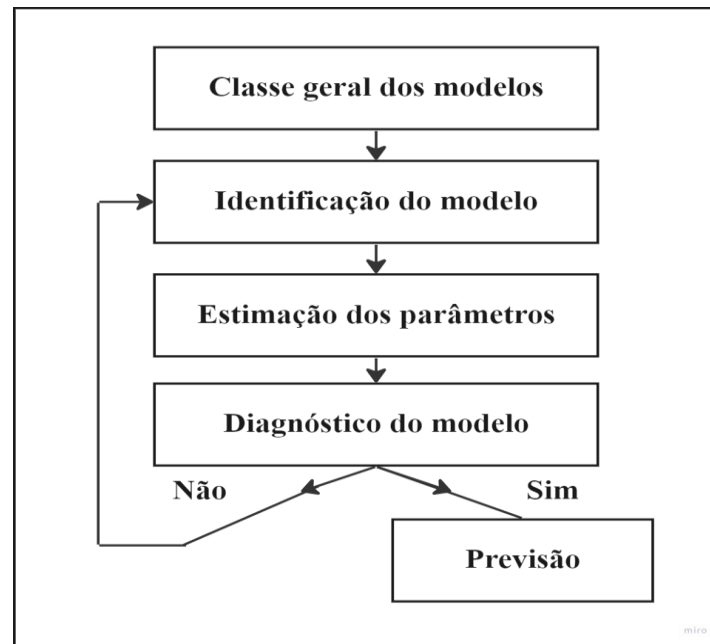 Classe geral dos modelos
Identificação do modelo
Estimação dos parâmetros
Diagnóstico do modelo
Não
Sim
Previsão
miro